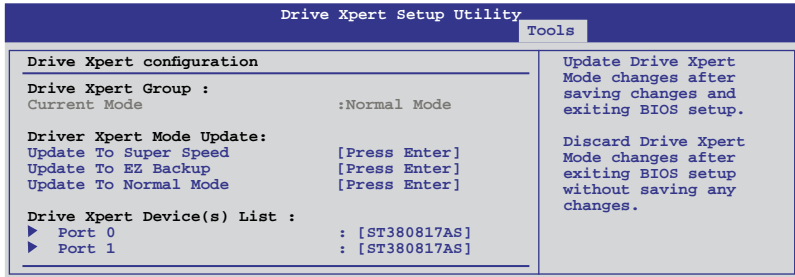 Drive Xpert Setup Utility
Tools
Drive Xpert configuration
Drive Xpert Group :
Current Mode :Normal Mode
Driver Xpert Mode Update:
Update To Super Speed [Press Enter]
Update To EZ Backup [Press Enter]
Update To Normal Mode [Press Enter]
Drive Xpert Device(s) List :
Port 0 : [ST380817AS]
Port 1 : [ST380817AS]
Update Drive Xpert
Mode changes after
saving changes and
exiting BIOS setup.
Discard Drive Xpert
Mode changes after
exiting BIOS setup
without saving any
changes.